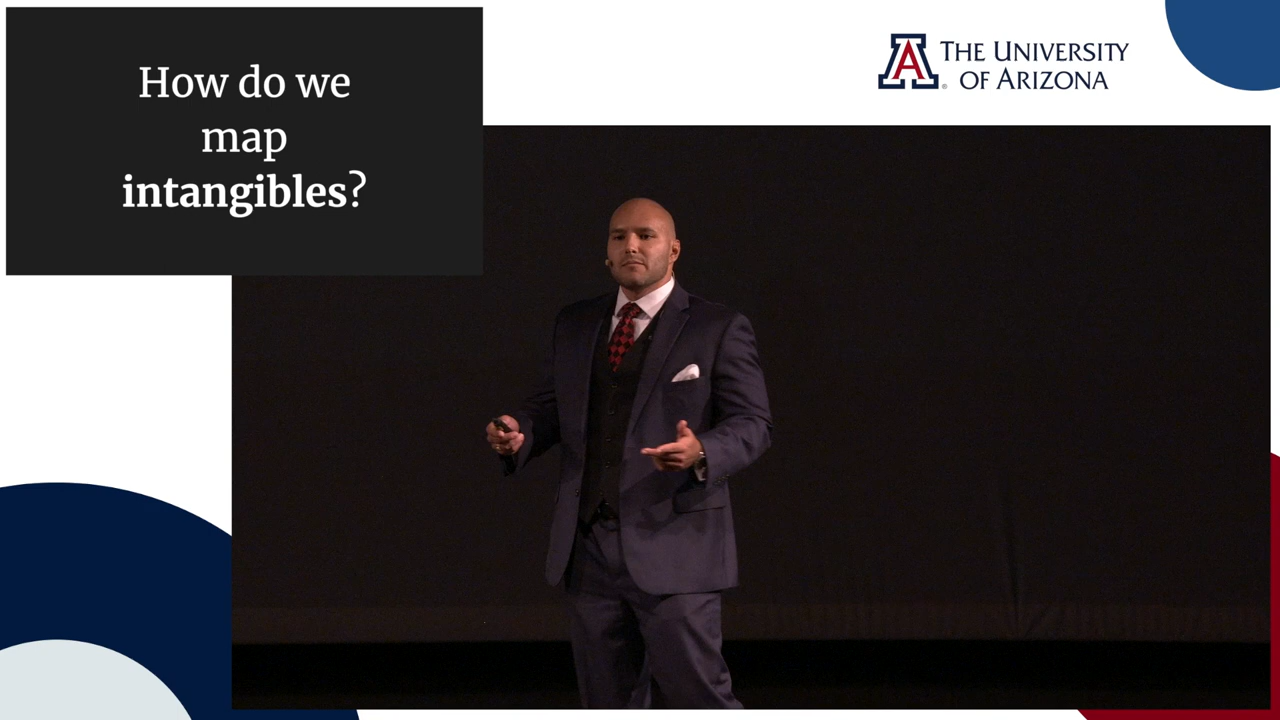 How do we
map
intangibles?
THE UNIVERSITY
OF ARIZONA
A